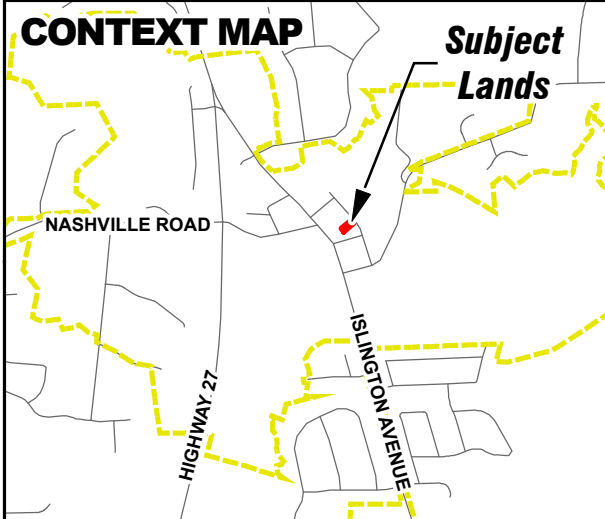 CONTEXT MAP
Subject
Lands
NASHVILLE ROAD
ISLINGTON AVENUE
HIGHWAY 27